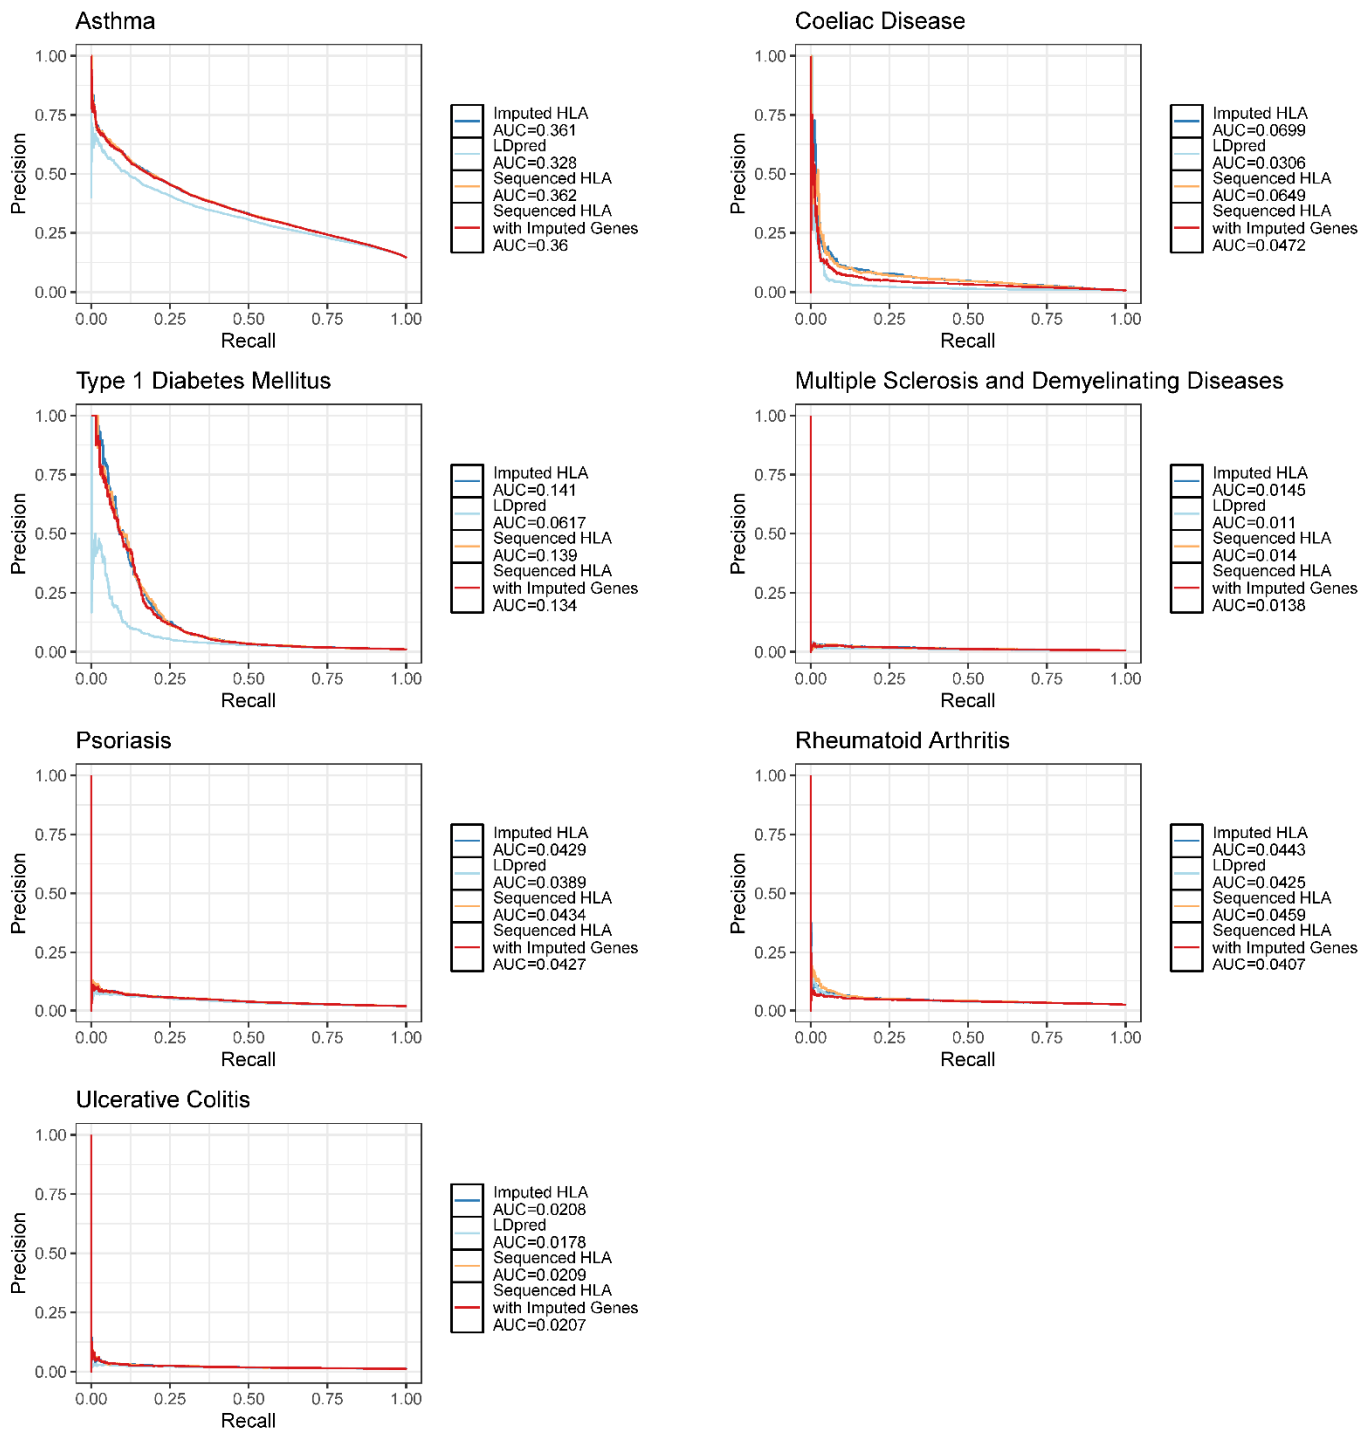 Asthma
1.00
0.75
0.50
0.25
0.00
Precision
0.00 0.25 0.50 0.75 1.00
Recall
Imputed HLA
AUC=0.361
LDpred
AUC=0.328
Sequenced HLA
AUC=0.362
Sequenced HLA
with Imputed Genes
AUC=0.36
Coeliac Disease
1.00
0.75
0.50
0.25
0.00
Precision
0.00 0.25 0.50 0.75 1.00
Recall
Imputed HLA
AUC=0.0699
LDpred
AUC=0.0306
Sequenced HLA
AUC=0.0649
Sequenced HLA
with Imputed Genes
AUC=0.0472
Type 1 Diabetes Mellitus
1.00
0.75
0.50
0.25
0.00
Precision
0.00 0.25 0.50 0.75 1.00
Recall
Imputed HLA
AUC=0.141
LDpred
AUC=0.0617
Sequenced HLA
AUC=0.139
Sequenced HLA
with Imputed Genes
AUC=0.134
Multiple Sclerosis and Demyelinating Diseases
1.00
0.75
0.50
0.25
0.00
Precision
0.00 0.25 0.50 0.75 1.00
Recall
Imputed HLA
AUC=0.0145
LDpred
AUC=0.011
Sequenced HLA
AUC=0.014
Sequenced HLA
with Imputed Genes
AUC=0.0138
Psoriasis
1.00
0.75
0.50
0.25
0.00
Precision
0.00 0.25 0.50 0.75 1.00
Recall
Imputed HLA
AUC=0.0429
LDpred
AUC=0.0389
Sequenced HLA
AUC=0.0434
Sequenced HLA
with Imputed Genes
AUC=0.0427
Rheumatoid Arthritis
1.00
0.75
0.50
0.25
0.00
Precision
0.00 0.25 0.50 0.75 1.00
Recall
Imputed HLA
AUC=0.0443
LDpred
AUC=0.0425
Sequenced HLA
AUC=0.0459
Sequenced HLA
with Imputed Genes
AUC=0.0407
Ulcerative Colitis
1.00
0.75
0.50
0.25
0.00
Precision
0.00 0.25 0.50 0.75 1.00
Recall
Imputed HLA
AUC=0.0208
LDpred
AUC=0.0178
Sequenced HLA
AUC=0.0209
Sequenced HLA
with Imputed Genes
AUC=0.0207